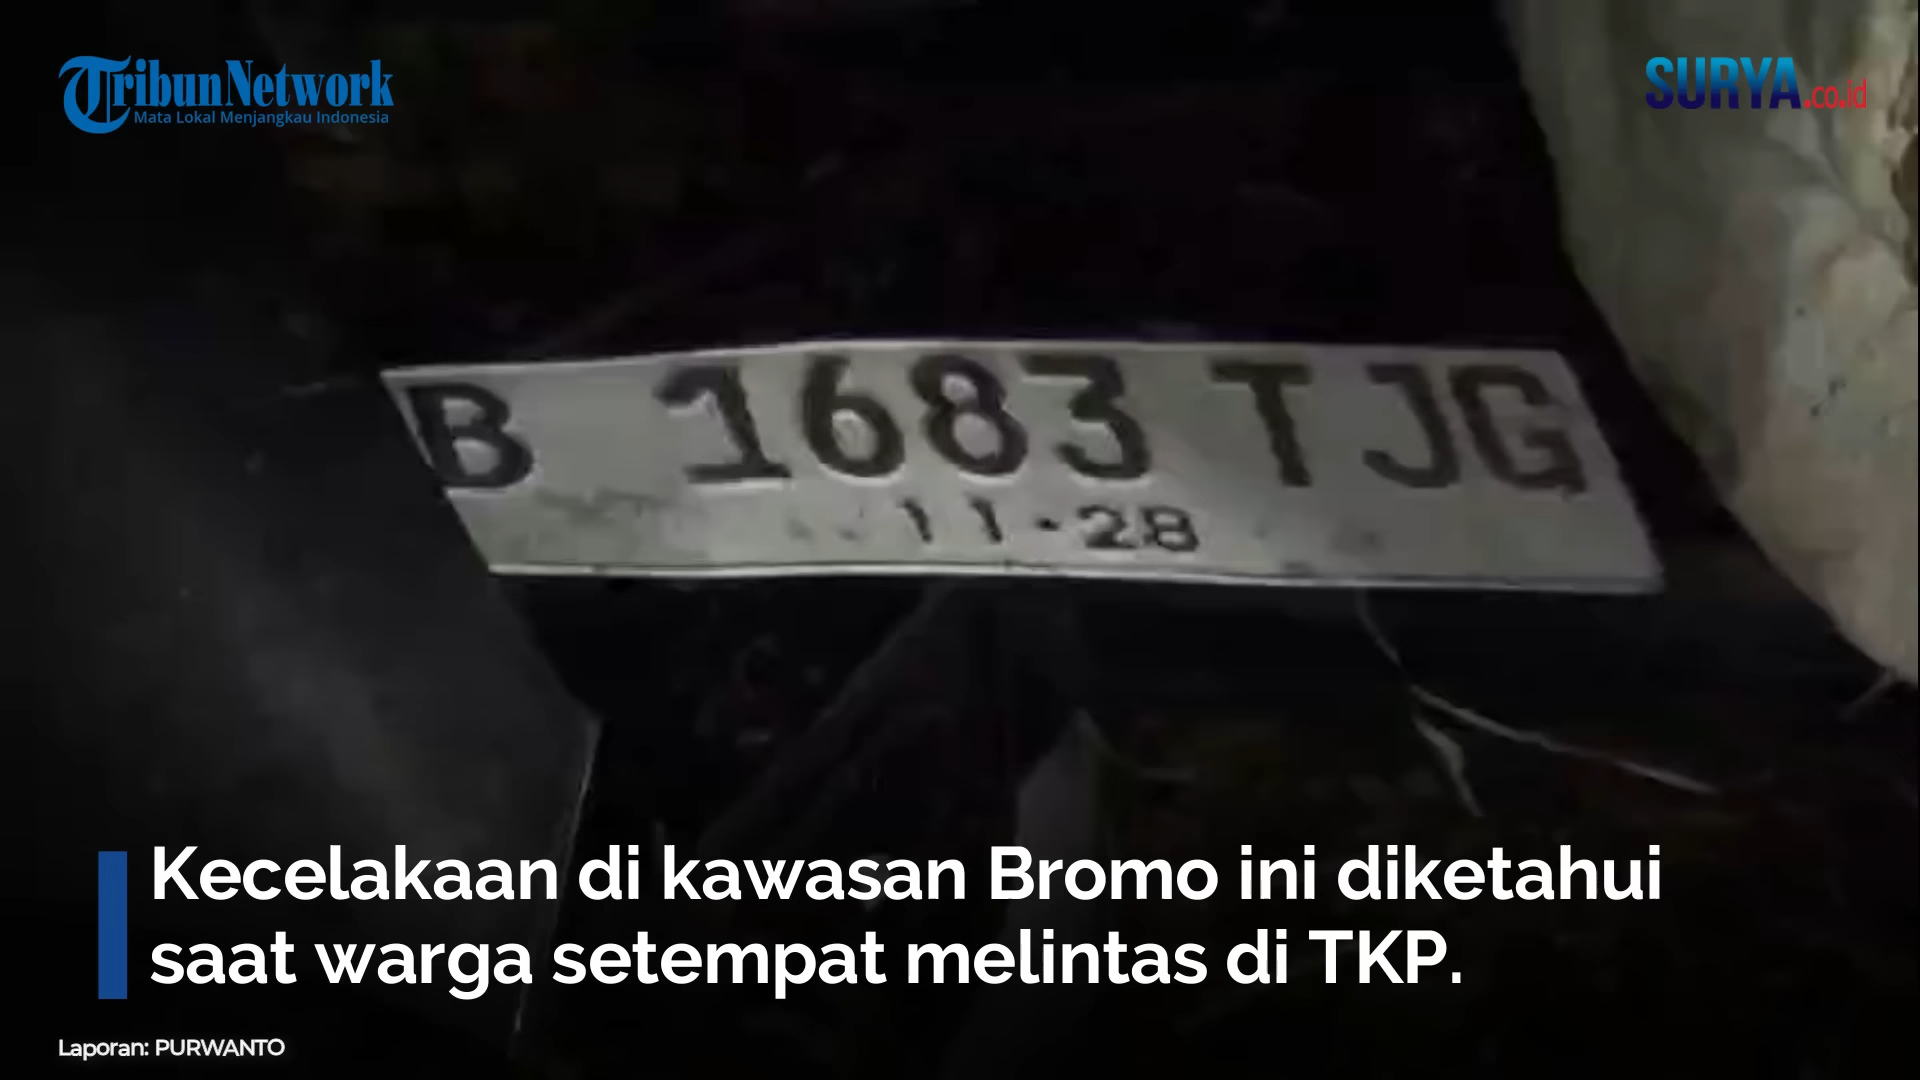 TribunNetwork
Mata Lokal Menjangkau Indonesia
SURYA.co.id
B 1683 TJG
11-28
Kecelakaan di kawasan Bromo ini diketahui
saat warga setempat melintas di TKP.
Laporan: PURWANTO